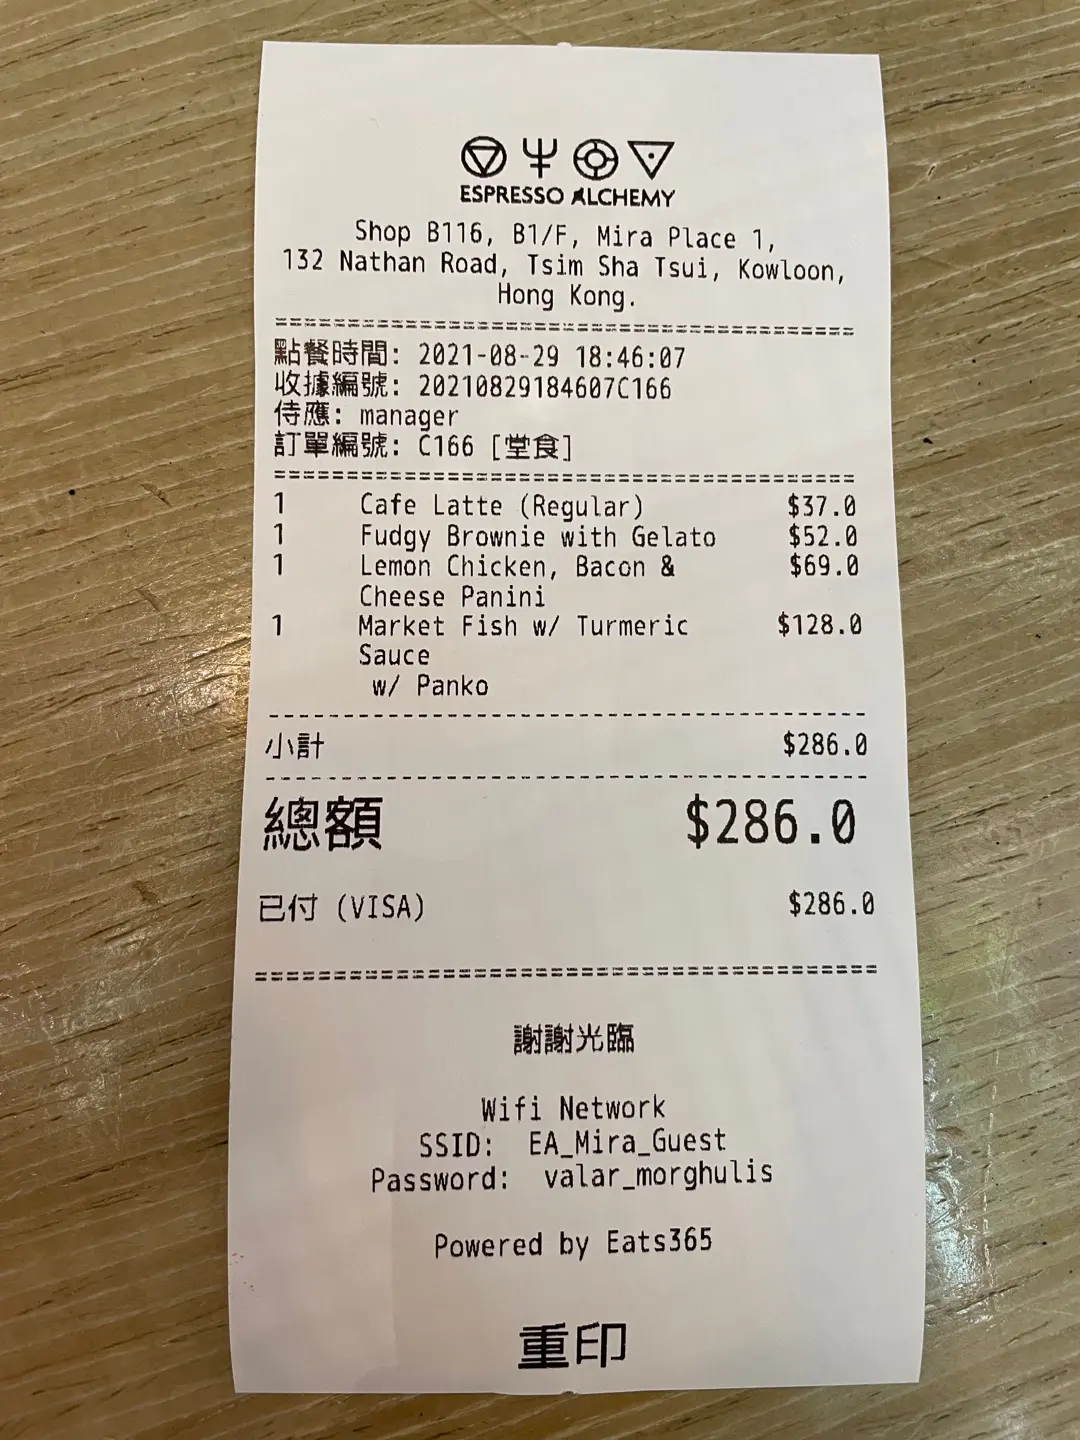 ESPRESSO ALCHEMY
Shop B116, B1/F, Mira Place 1,
132 Nathan Road, Tsim Sha Tsui, Kowloon,
Hong Kong.
點餐時間: 2021-08-29 18:46:07
收據編號: 20210829184607C166
侍應: manager
訂單編號: C166 [堂食]
1 Cafe Latte (Regular) $37.0
1 Fudgy Brownie with Gelato $52.0
1 Lemon Chicken, Bacon & $69.0
Cheese Panini
1 Market Fish w/ Turmeric $128.0
Sauce
w/ Panko
小計 $286.0
總額 $286.0
已付 (VISA) $286.0
謝謝光臨
Wifi Network
SSID: EA_Mira_Guest
Password: valar_morghulis
Powered by Eats365
重印